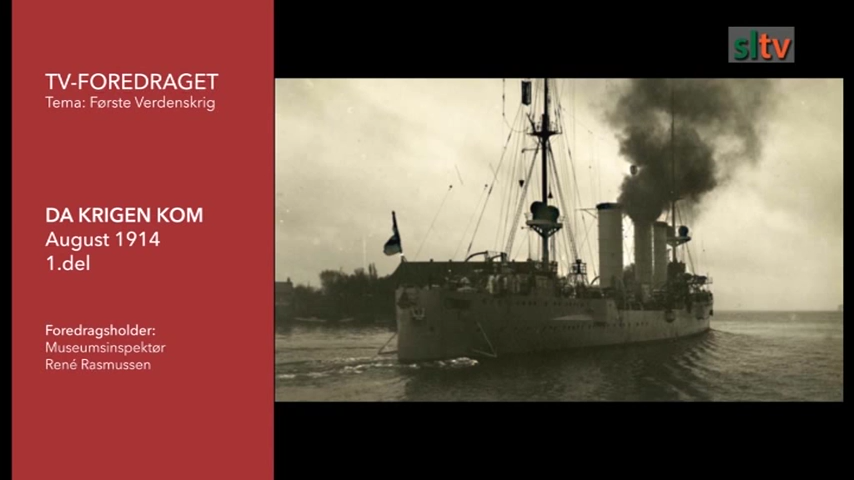 sltv
TV-FOREDRAGET
Tema: Første Verdenskrig
DA KRIGEN KOM
August 1914
1.del
Foredragsholder:
Museumsinspektør
René Rasmussen